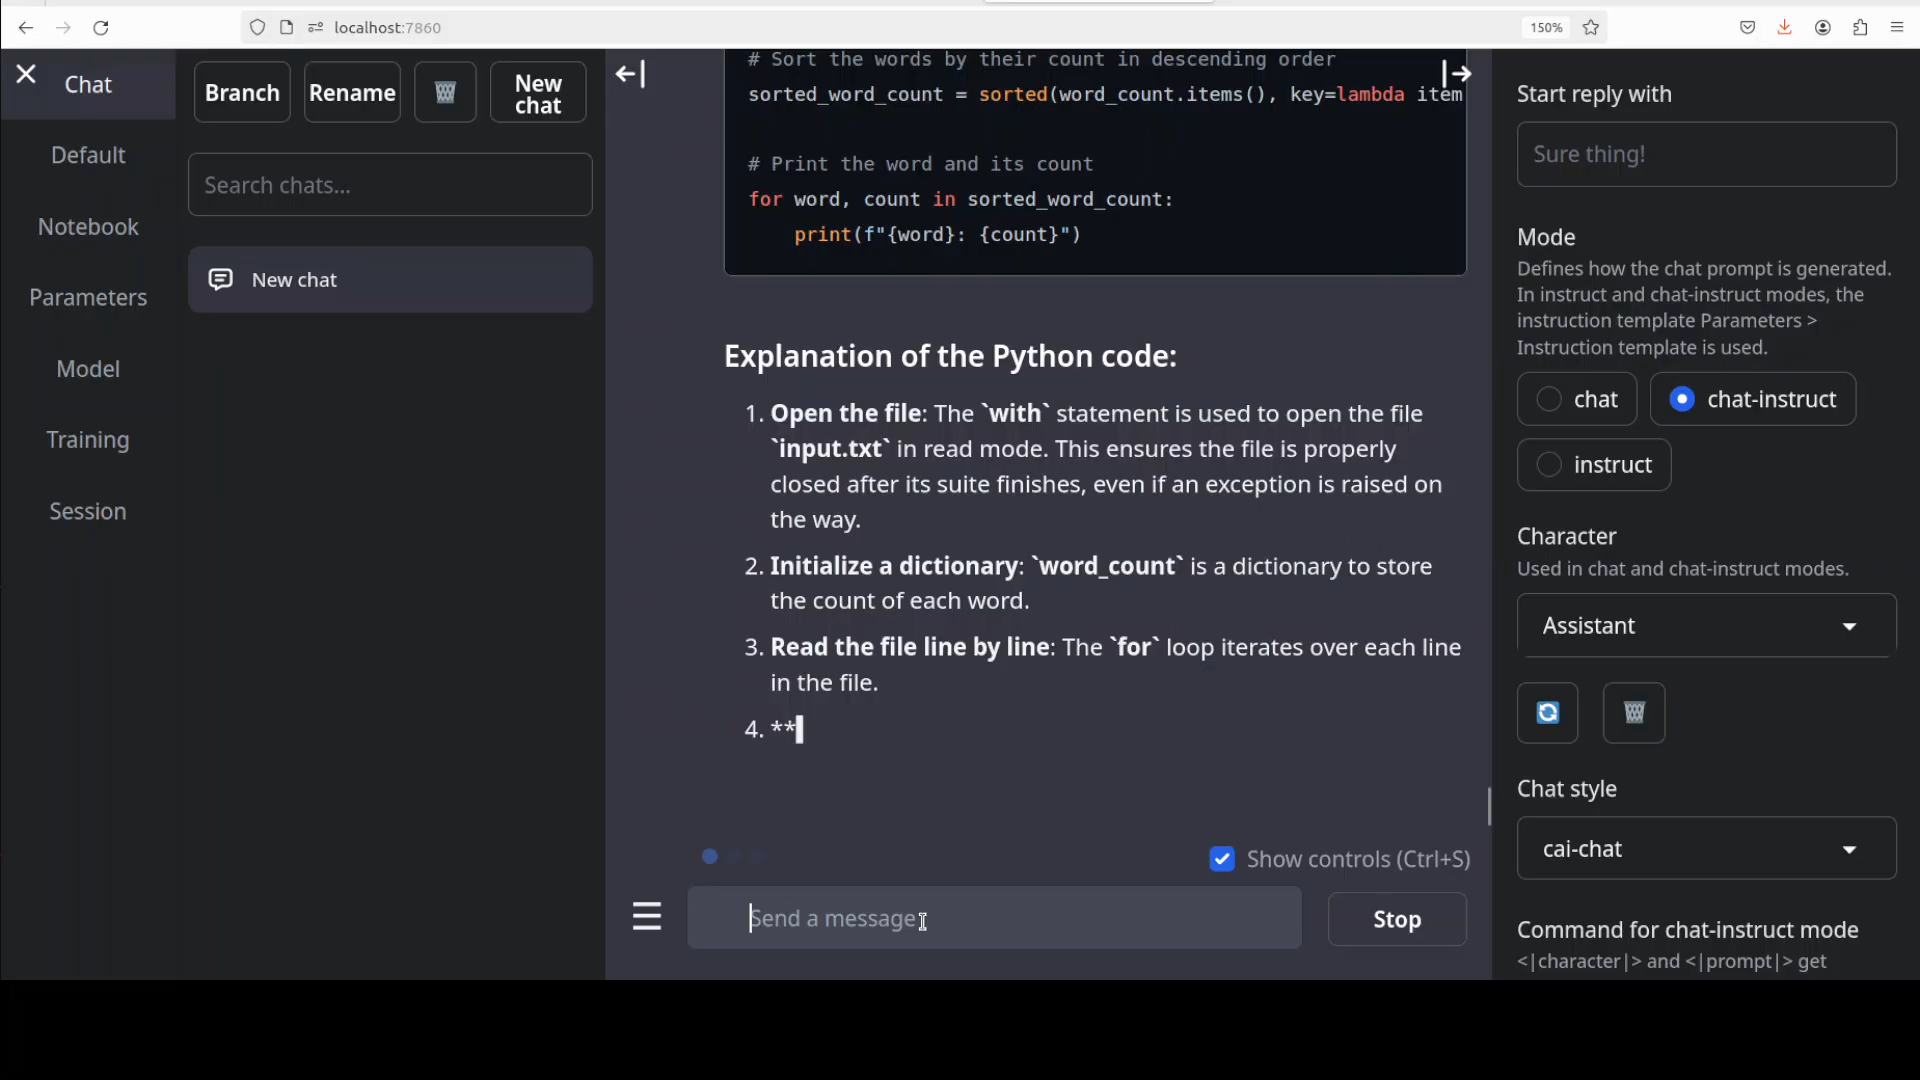 localhost:7860
150%
Chat
Default
Notebook
Parameters
Model
Training
Session
Branch
Rename
New
chat
Search chats...
New chat
# Sort the words by their count in descending order
sorted_word_count = sorted(word_count.items(), key=lambda item
# Print the word and its count
for word, count in sorted_word_count:
    print(f"{word}: {count}")
Explanation of the Python code:
1. Open the file: The `with` statement is used to open the file
`input.txt` in read mode. This ensures the file is properly
closed after its suite finishes, even if an exception is raised on
the way.
2. Initialize a dictionary: `word_count` is a dictionary to store
the count of each word.
3. Read the file line by line: The `for` loop iterates over each line
in the file.
4. **
Show controls (Ctrl+S)
Send a message
Stop
Start reply with
Sure thing!
Mode
Defines how the chat prompt is generated.
In instruct and chat-instruct modes, the
instruction template Parameters >
Instruction template is used.
chat
chat-instruct
instruct
Character
Used in chat and chat-instruct modes.
Assistant
Chat style
cai-chat
Command for chat-instruct mode
<|character|> and <|prompt|> get